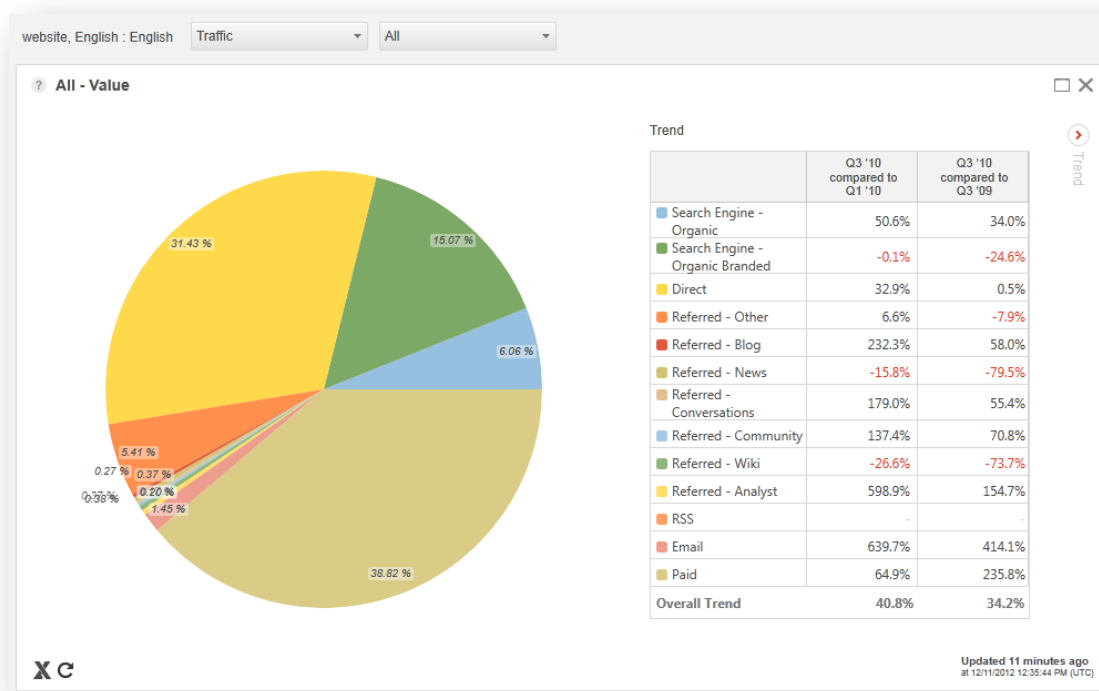 website, English : English Traffic All
? All - Value
Trend
Q3 '10 compared to Q1 '10
Q3 '10 compared to Q3 '09
Trend
Search Engine - Organic 50.6% 34.0%
Search Engine - Organic Branded -0.1% -24.6%
Direct 32.9% 0.5%
Referred - Other 6.6% -7.9%
Referred - Blog 232.3% 58.0%
Referred - News -15.8% -79.5%
Referred - Conversations 179.0% 55.4%
Referred - Community 137.4% 70.8%
Referred - Wiki -26.6% -73.7%
Referred - Analyst 598.9% 154.7%
RSS - -
Email 639.7% 414.1%
Paid 64.9% 235.8%
Overall Trend 40.8% 34.2%
31.43 %
15.07 %
6.06 %
5.41 %
0.27 %
0.37 %
0.20 %
0.38 %
1.45 %
38.82 %
Updated 11 minutes ago
at 12/11/2012 12:35:44 PM (UTC)